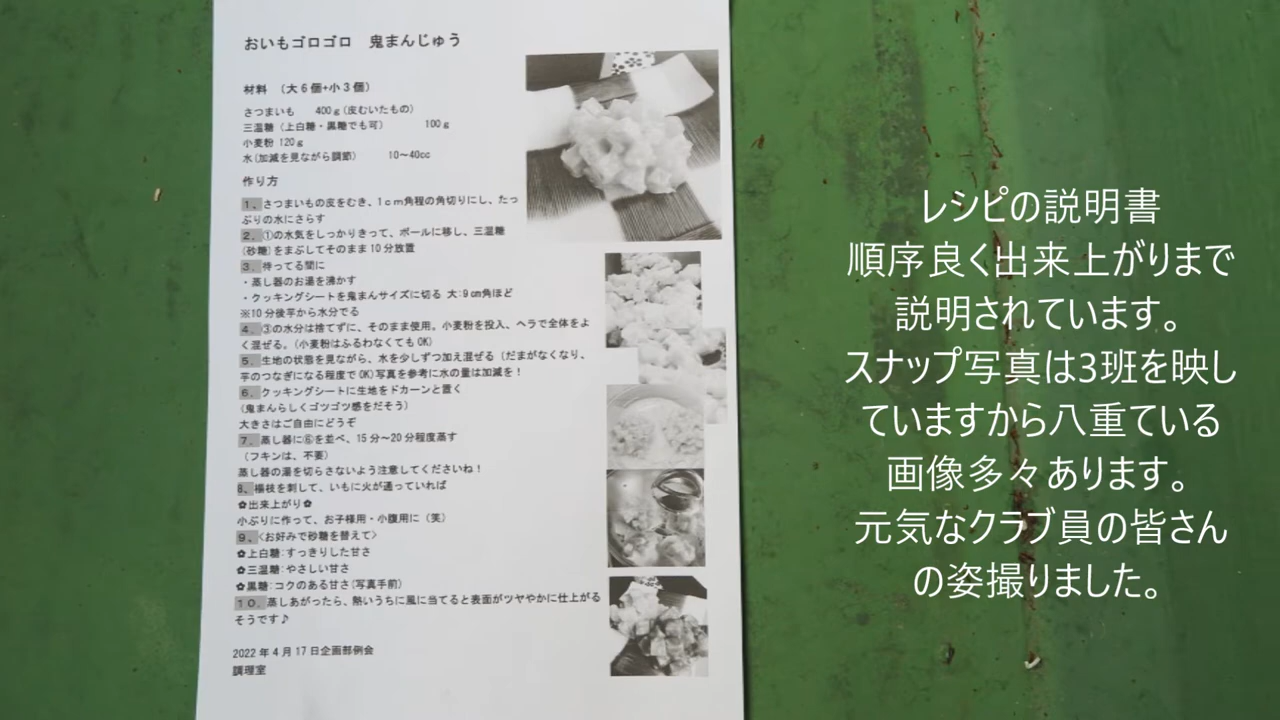 おいもゴロゴロ 鬼まんじゅう
材料 (大6個+小3個)
さつまいも 400g(皮むいたもの)
三温糖(上白糖・黒糖でも可) 100g
小麦粉 120g
水(加減を見ながら調節) 10～40cc
作り方
1、さつまいもの皮をむき、1cm角程の角切りにし、たっ
ぷりの水にさらす
2、①の水気をしっかりきって、ボールに移し、三温糖
(砂糖)をまぶしてそのまま10分放置
3、待ってる間に
・蒸し器のお湯を沸かす
・クッキングシートを鬼まんサイズに切る 大:9cm角ほど
※10分後芋から水分でる
4、③の水分は捨てずに、そのまま使用。小麦粉を投入、ヘラで全体をよ
く混ぜる。(小麦粉はふるわなくてもOK)
5、生地の状態を見ながら、水を少しずつ加え混ぜる(だまがなくなり、
芋のつなぎになる程度でOK)写真を参考に水の量は加減を!
6、クッキングシートに生地をドカーンと置く
(鬼まんらしくゴツゴツ感をだそう)
大きさはご自由にどうぞ
7、蒸し器に⑥を並べ、15分～20分程度蒸す
(フキンは、不要)
蒸し器の湯を切らさないよう注意してくださいね!
8、楊枝を刺して、いもに火が通っていれば
✿出来上がり✿
小ぶりに作って、お子様用・小腹用に(笑)
9、<お好みで砂糖を替えて>
✿上白糖:すっきりした甘さ
✿三温糖:やさしい甘さ
✿黒糖:コクのある甘さ(写真手前)
10、蒸しあがったら、熱いうちに風に当てると表面がツヤやかに仕上がる
そうです♪
2022年4月17日企画部例会
調理室
レシピの説明書
順序良く出来上がりまで
説明されています。
スナップ写真は3班を映し
ていますから八重ている
画像多々あります。
元気なクラブ員の皆さん
の姿撮りました。